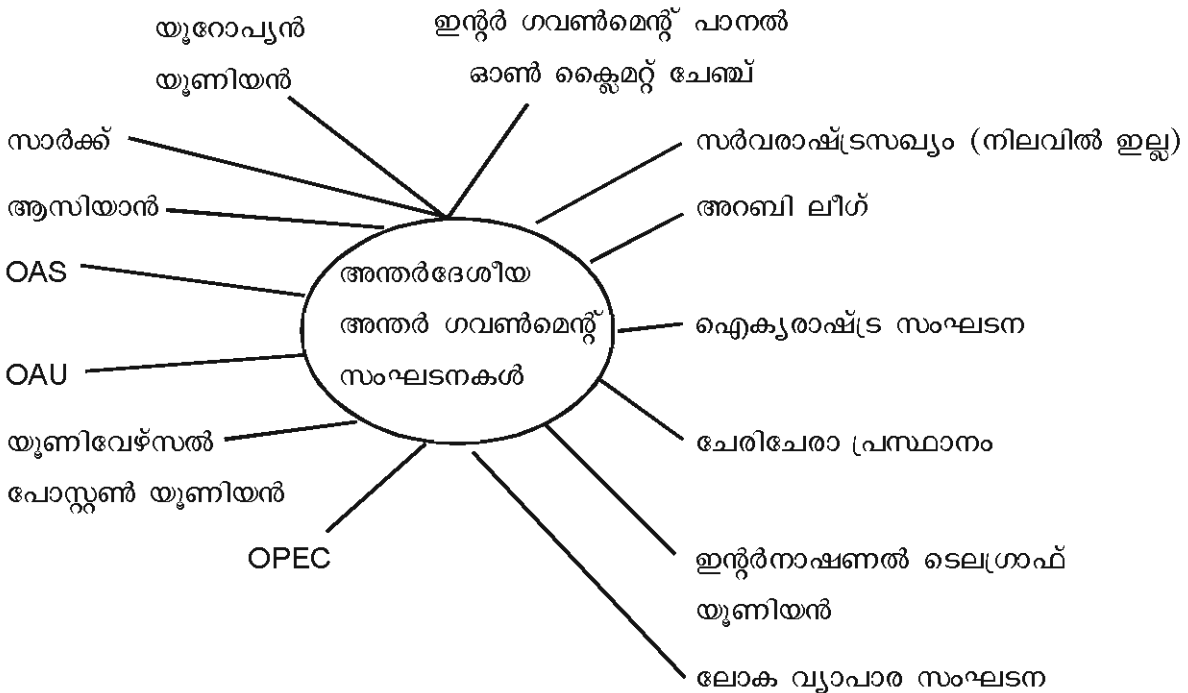 യൂറോപ്യൻ
യൂണിയൻ
ഇന്റർ ഗവൺമെന്റ് പാനൽ
ഓൺ ക്ലൈമറ്റ് ചേഞ്ച്
സാർക്ക്
ആസിയാൻ
OAS
OAU
യൂണിവേഴ്സൽ
പോസ്റ്റൺ യൂണിയൻ
OPEC
അന്തർദേശീയ
അന്തർ ഗവൺമെന്റ്
സംഘടനകൾ
സർവരാഷ്ട്രസഖ്യം (നിലവിൽ ഇല്ല)
അറബി ലീഗ്
ഐക്യരാഷ്ട്ര സംഘടന
ചേരിചേരാ പ്രസ്ഥാനം
ഇന്റർനാഷണൽ ടെലഗ്രാഫ്
യൂണിയൻ
ലോക വ്യാപാര സംഘടന